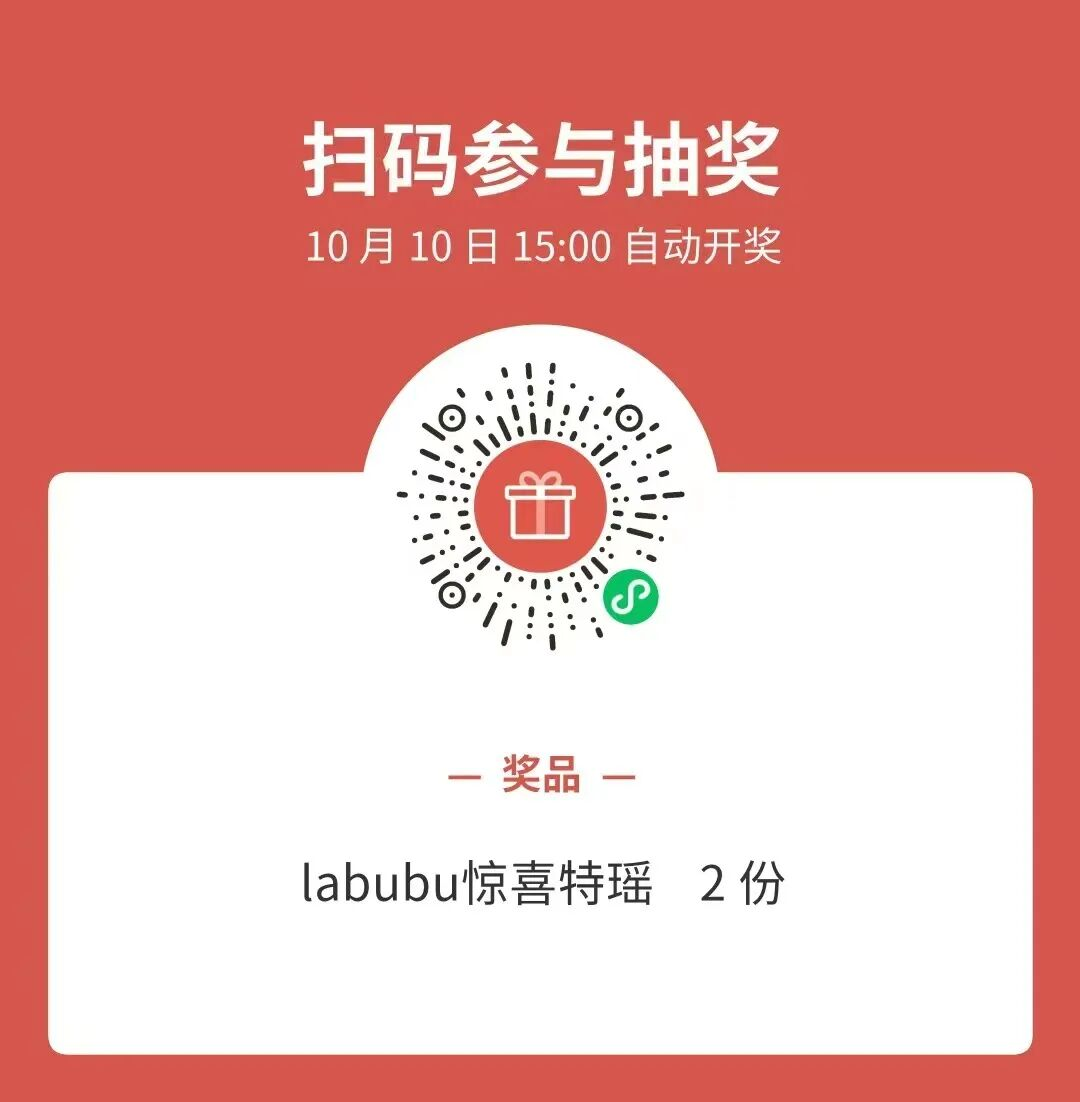 扫码参与抽奖
10 月 10 日 15:00 自动开奖
— 奖品 —
labubu惊喜特瑶 2 份